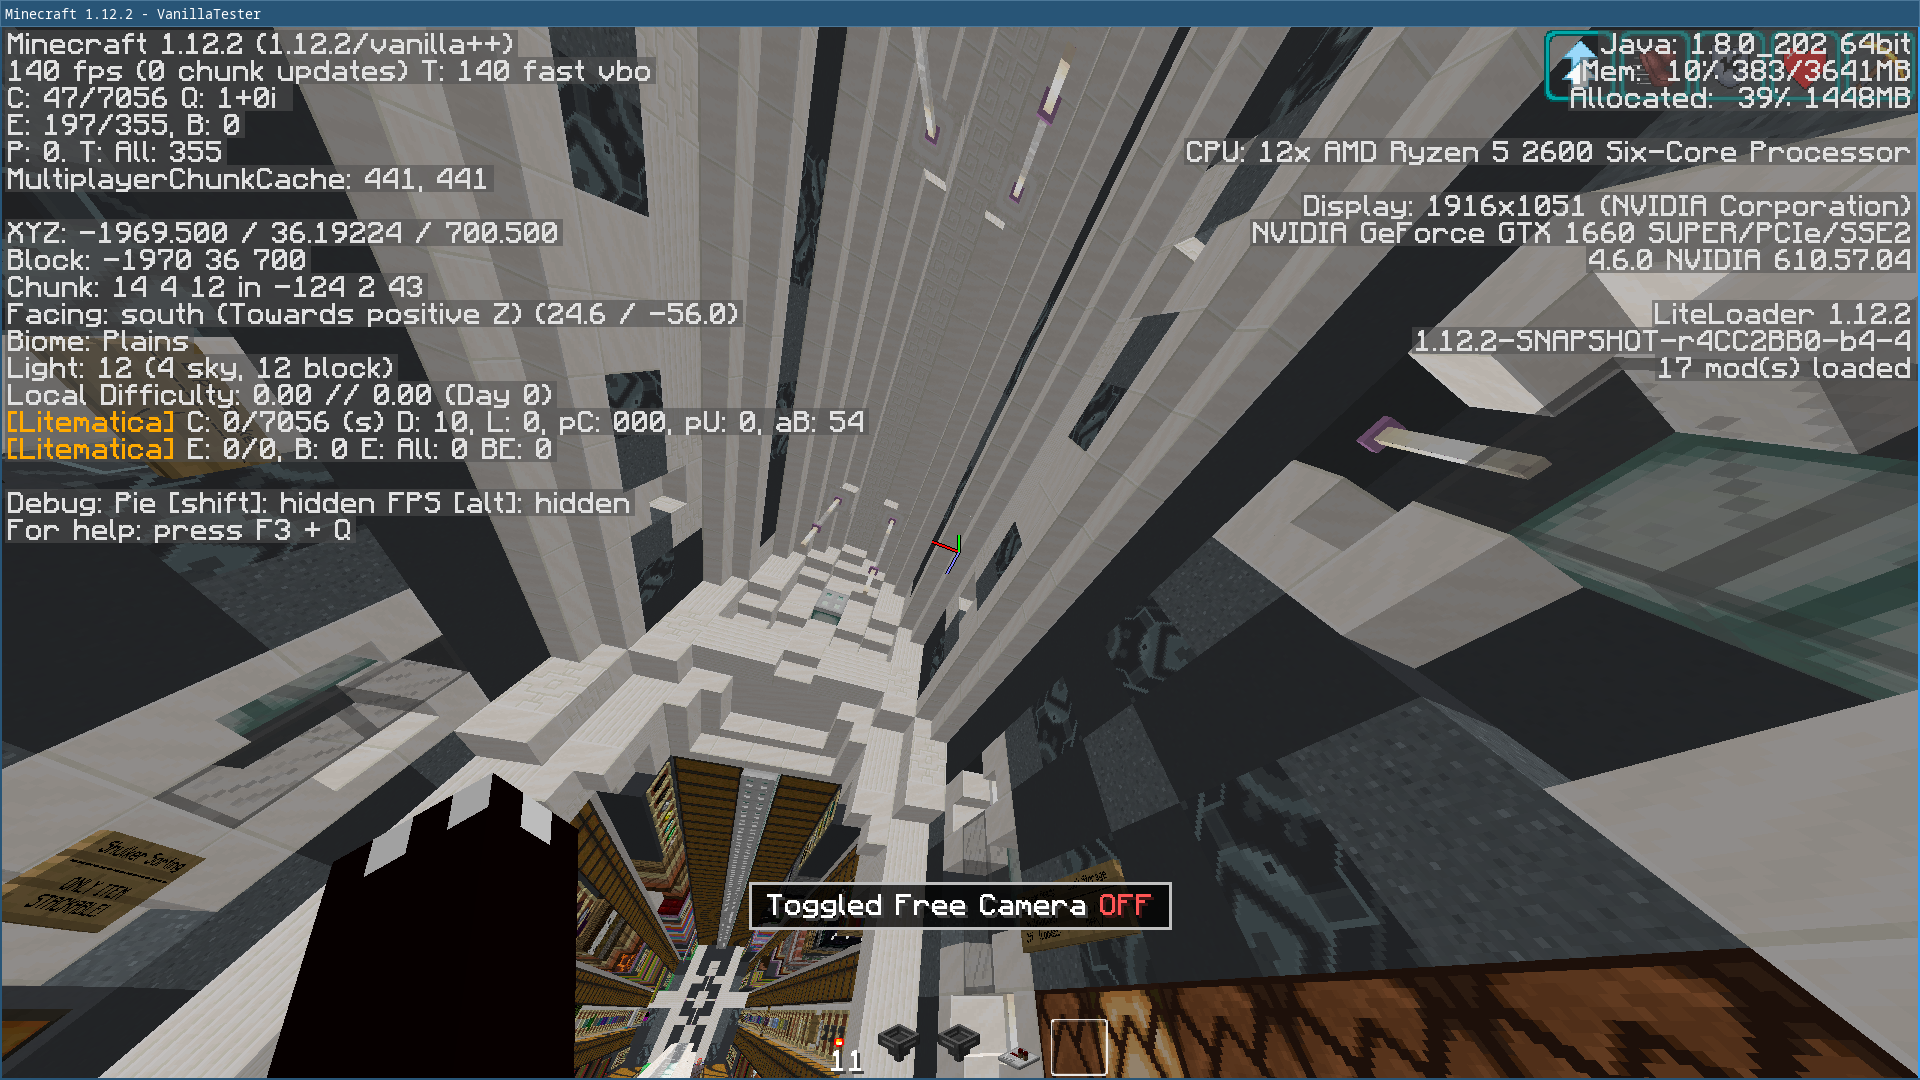 Minecraft 1.12.2 - VanillaTester
Minecraft 1.12.2 (1.12.2/vanilla++)
140 fps (0 chunk updates) T: 140 fast vbo
C: 47/7056 Q: 1+0i
E: 197/355, B: 0
P: 0. T: All: 355
MultiplayerChunkCache: 441, 441
XYZ: -1969.500 / 36.19224 / 700.500
Block: -1970 36 700
Chunk: 14 4 12 in -124 2 43
Facing: south (Towards positive Z) (24.6 / -56.0)
Biome: Plains
Light: 12 (4 sky, 12 block)
Local Difficulty: 0.00 // 0.00 (Day 0)
[Litematica] C: 0/7056 (s) D: 10, L: 0, pC: 000, pU: 0, aB: 54
[Litematica] E: 0/0, B: 0 E: All: 0 BE: 0
Debug: Pie [shift]: hidden FPS [alt]: hidden
For help: press F3 + Q
Java: 1.8.0_202 64bit
Mem: 10% 383/3641MB
Allocated: 39% 1448MB
CPU: 12x AMD Ryzen 5 2600 Six-Core Processor
Display: 1916x1051 (NVIDIA Corporation)
NVIDIA GeForce GTX 1660 SUPER/PCIe/SSE2
4.6.0 NVIDIA 610.57.04
LiteLoader 1.12.2
1.12.2-SNAPSHOT-r4CC2BB0-b4-4
17 mod(s) loaded
Shulker Sorting
ONLY ITEM
STACKABLE!
Storage
Toggled Free Camera OFF
11